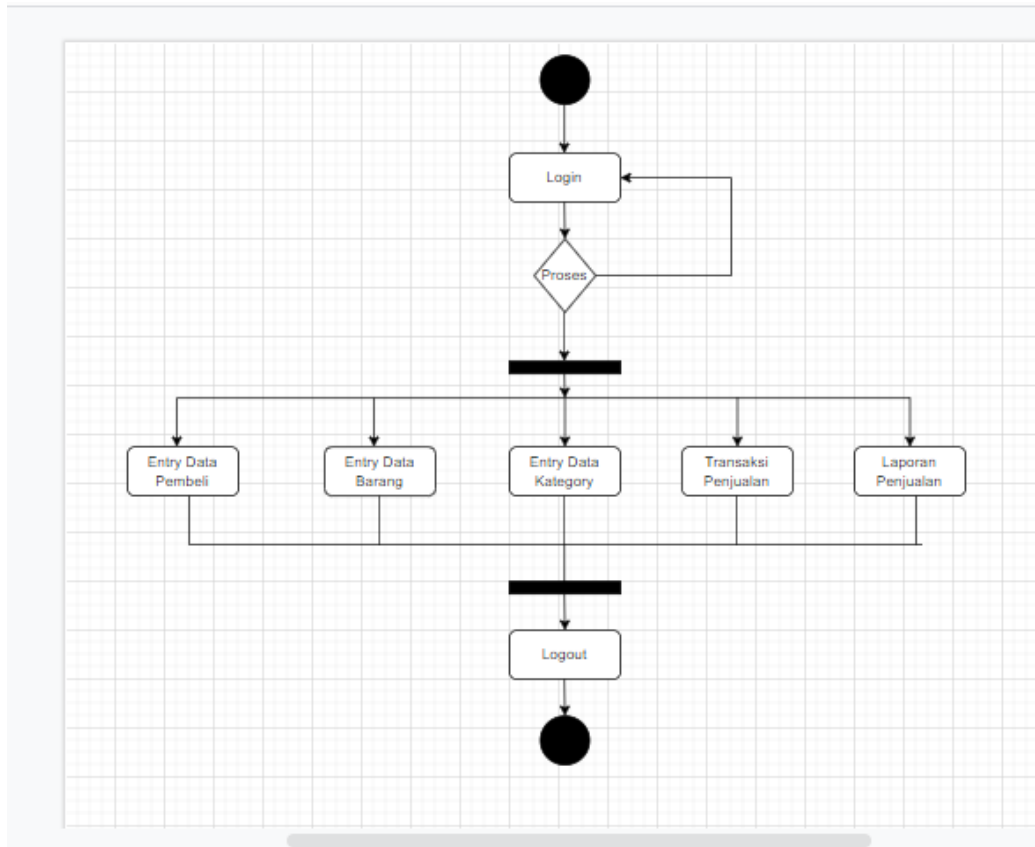 Login
Proses
Entry Data
Pembeli
Entry Data
Barang
Entry Data
Kategory
Transaksi
Penjualan
Laporan
Penjualan
Logout